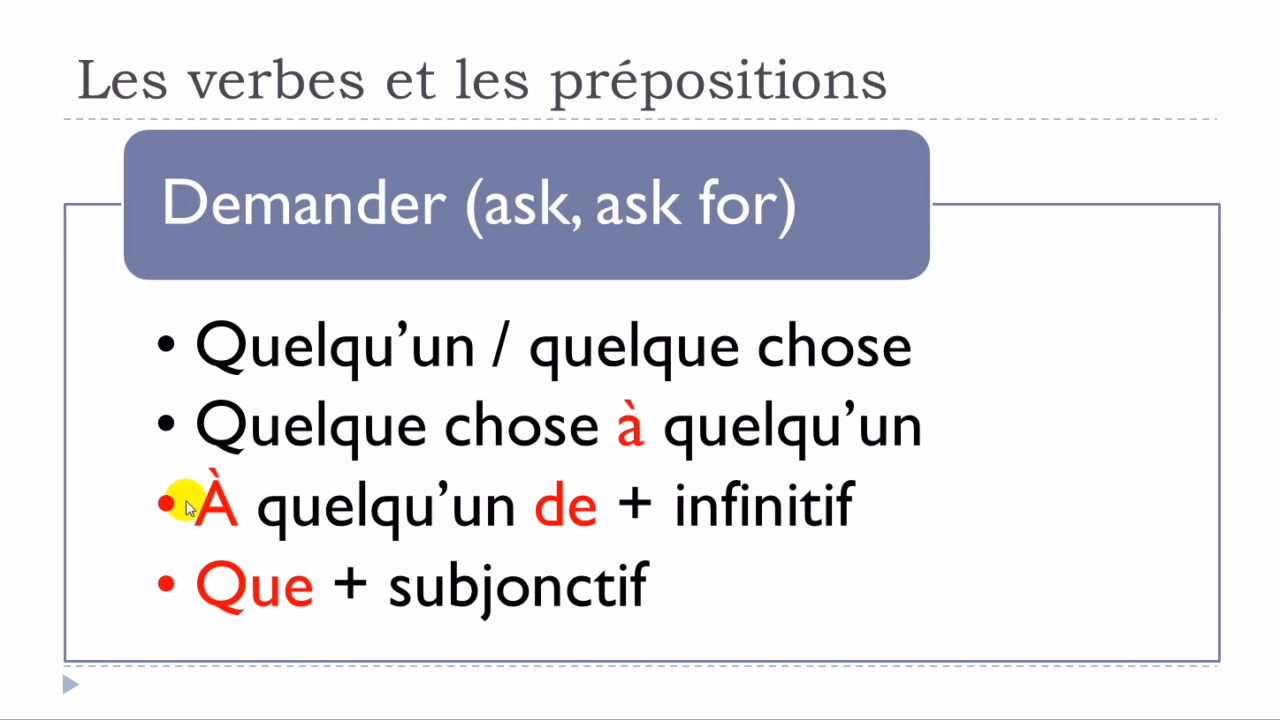 Les verbes et les prépositions
Demander (ask, ask for)
• Quelqu’un / quelque chose
• Quelque chose à quelqu’un
• À quelqu’un de + infinitif
• Que + subjonctif